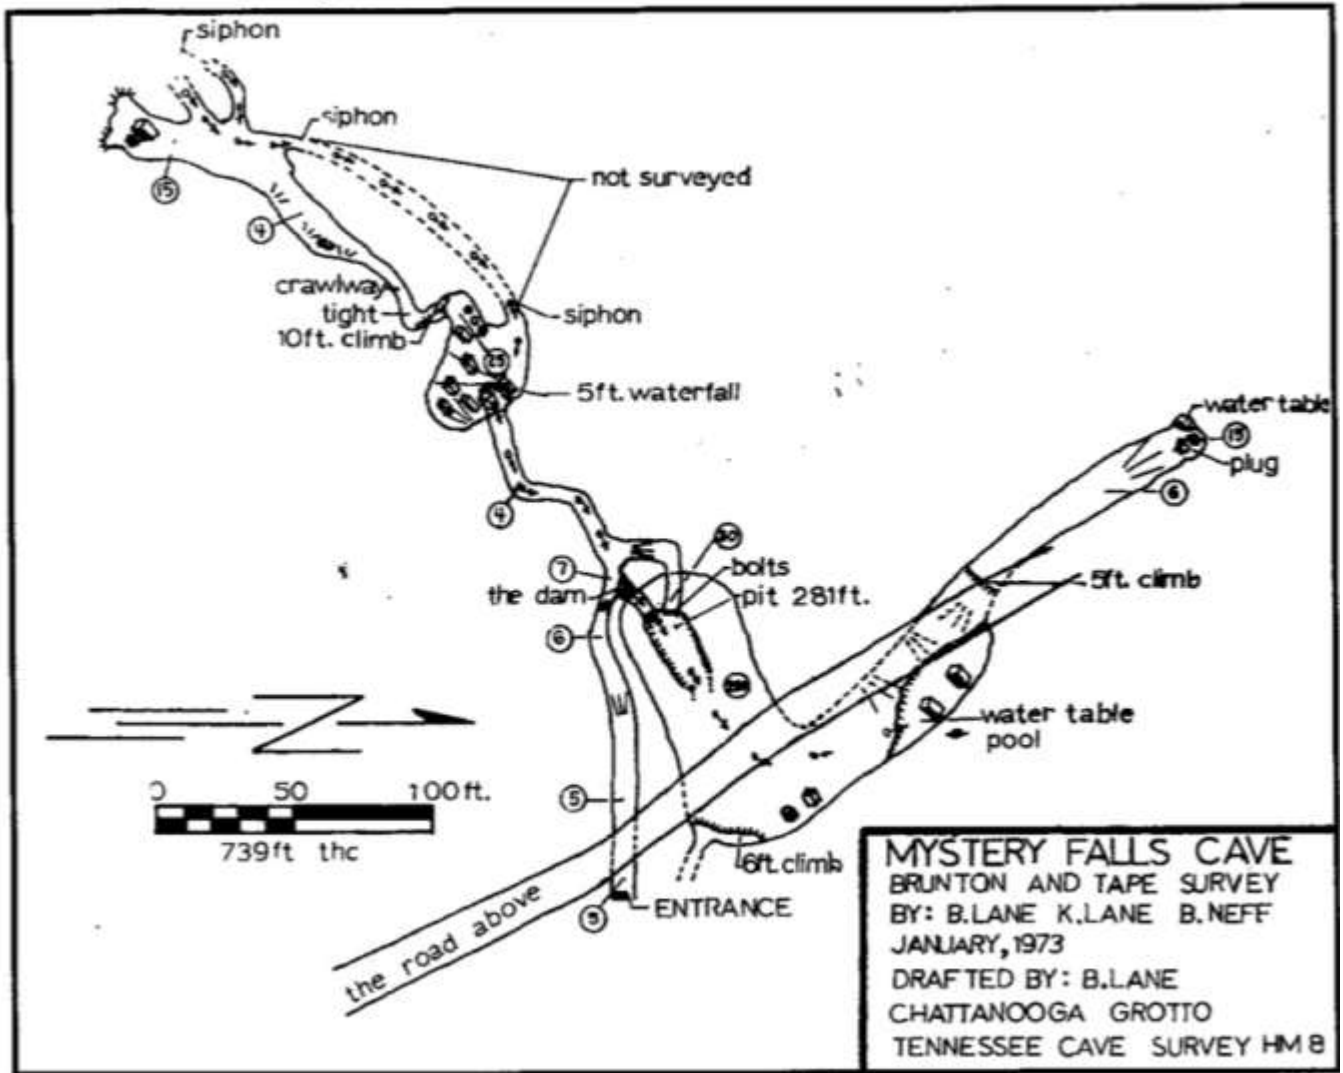 siphon
siphon
not surveyed
15
4
crawlway
tight
10ft. climb
siphon
25
5ft. waterfall
water table
15
plug
6
4
30
7
bolts
the dam
pit 281ft.
5ft. climb
6
N
water table
pool
0 50 100ft.
739ft thc
5
6ft. climb
5
ENTRANCE
the road above
MYSTERY FALLS CAVE
BRUNTON AND TAPE SURVEY
BY: B.LANE K.LANE B.NEFF
JANUARY, 1973
DRAFTED BY: B.LANE
CHATTANOOGA GROTTO
TENNESSEE CAVE SURVEY HM 8